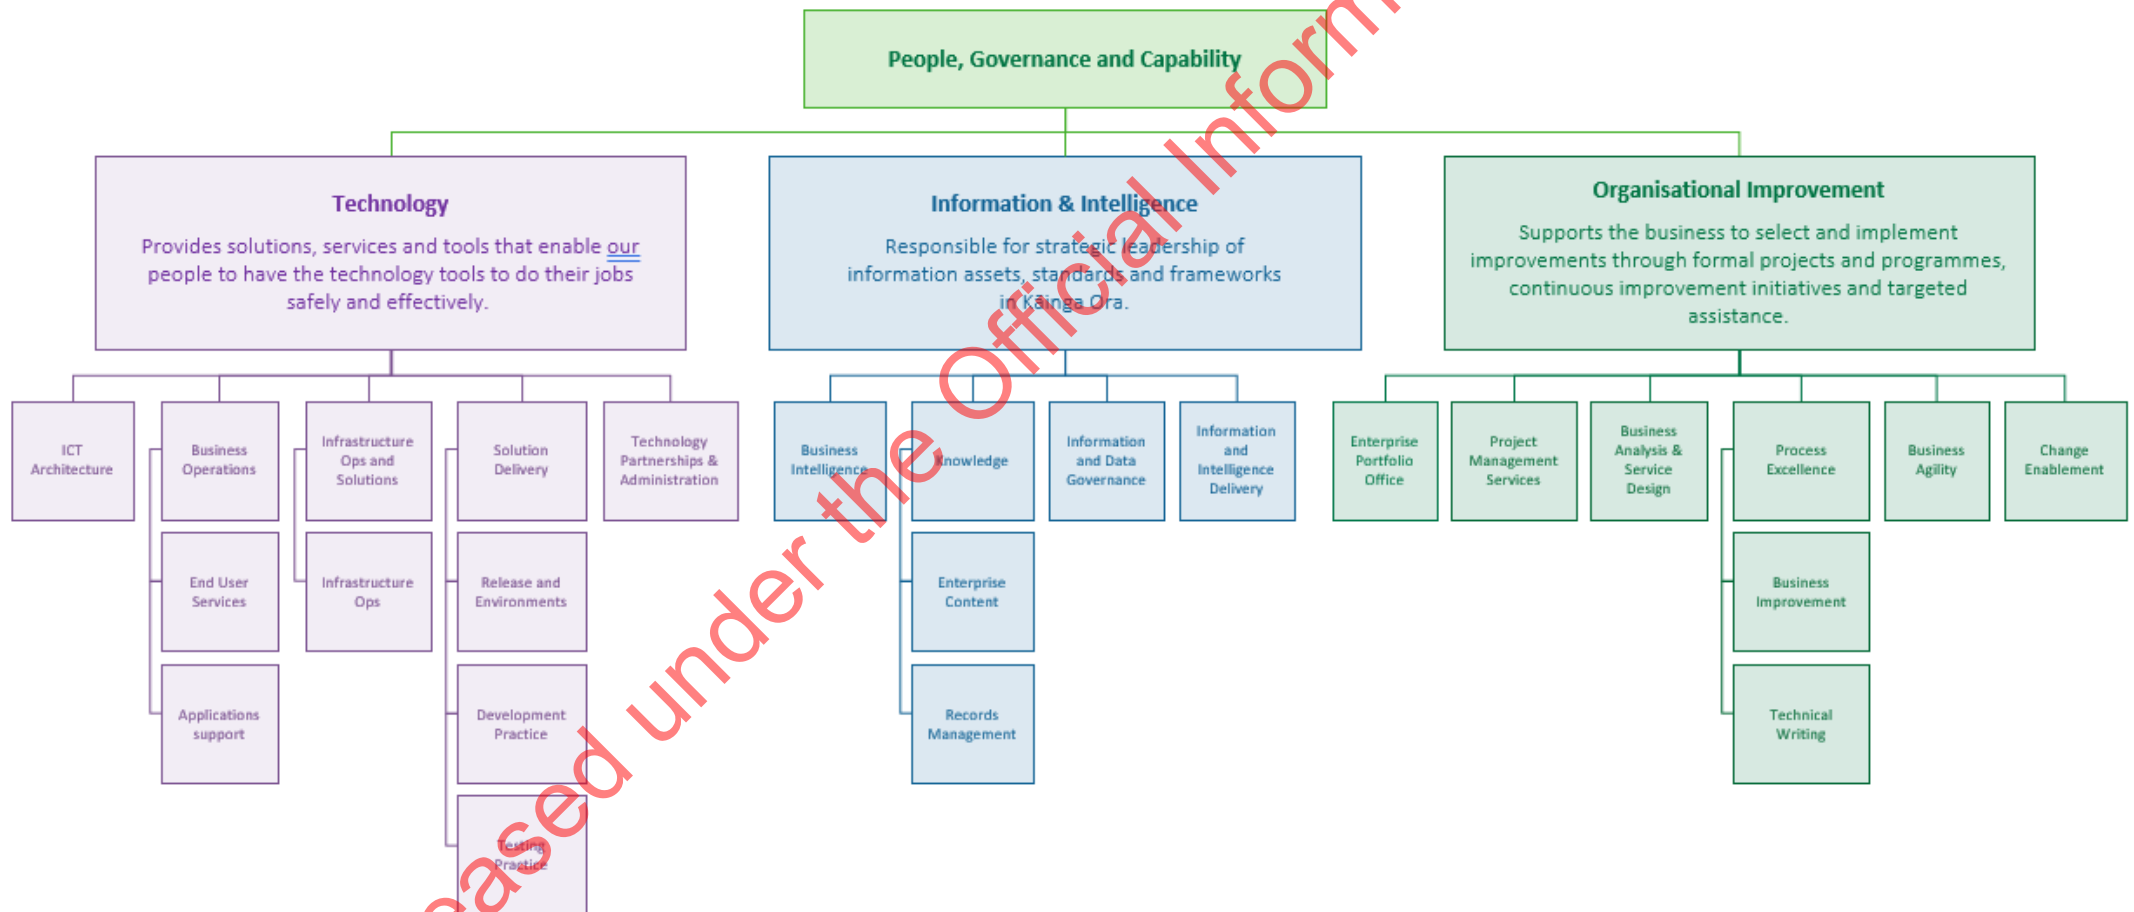 People, Governance and Capability
Technology
Provides solutions, services and tools that enable our
people to have the technology tools to do their jobs
safely and effectively.
Information & Intelligence
Responsible for strategic leadership of
information assets, standards and frameworks
in Kāinga Ora.
Organisational Improvement
Supports the business to select and implement
improvements through formal projects and programmes,
continuous improvement initiatives and targeted
assistance.
ICT
Architecture
Business
Operations
End User
Services
Applications
support
Infrastructure
Ops and
Solutions
Infrastructure
Ops
Solution
Delivery
Release and
Environments
Development
Practice
Testing
Practice
Technology
Partnerships &
Administration
Business
Intelligence
Knowledge
Enterprise
Content
Records
Management
Information
and Data
Governance
Information
and
Intelligence
Delivery
Enterprise
Portfolio
Office
Project
Management
Services
Business
Analysis &
Service
Design
Process
Excellence
Business
Improvement
Technical
Writing
Business
Agility
Change
Enablement
eased under the Official Inform